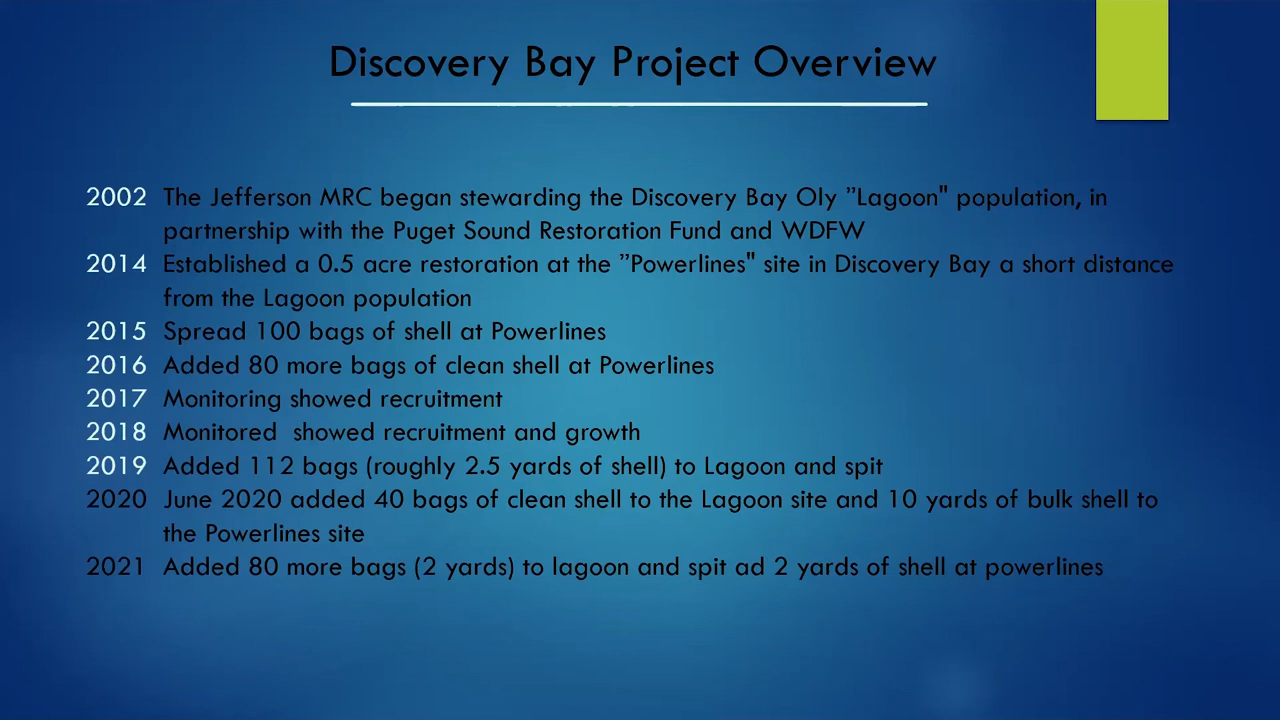 Discovery Bay Project Overview
2002 The Jefferson MRC began stewarding the Discovery Bay Oly ”Lagoon" population, in
partnership with the Puget Sound Restoration Fund and WDFW
2014 Established a 0.5 acre restoration at the ”Powerlines" site in Discovery Bay a short distance
from the Lagoon population
2015 Spread 100 bags of shell at Powerlines
2016 Added 80 more bags of clean shell at Powerlines
2017 Monitoring showed recruitment
2018 Monitored  showed recruitment and growth
2019 Added 112 bags (roughly 2.5 yards of shell) to Lagoon and spit
2020 June 2020 added 40 bags of clean shell to the Lagoon site and 10 yards of bulk shell to
the Powerlines site
2021 Added 80 more bags (2 yards) to lagoon and spit ad 2 yards of shell at powerlines